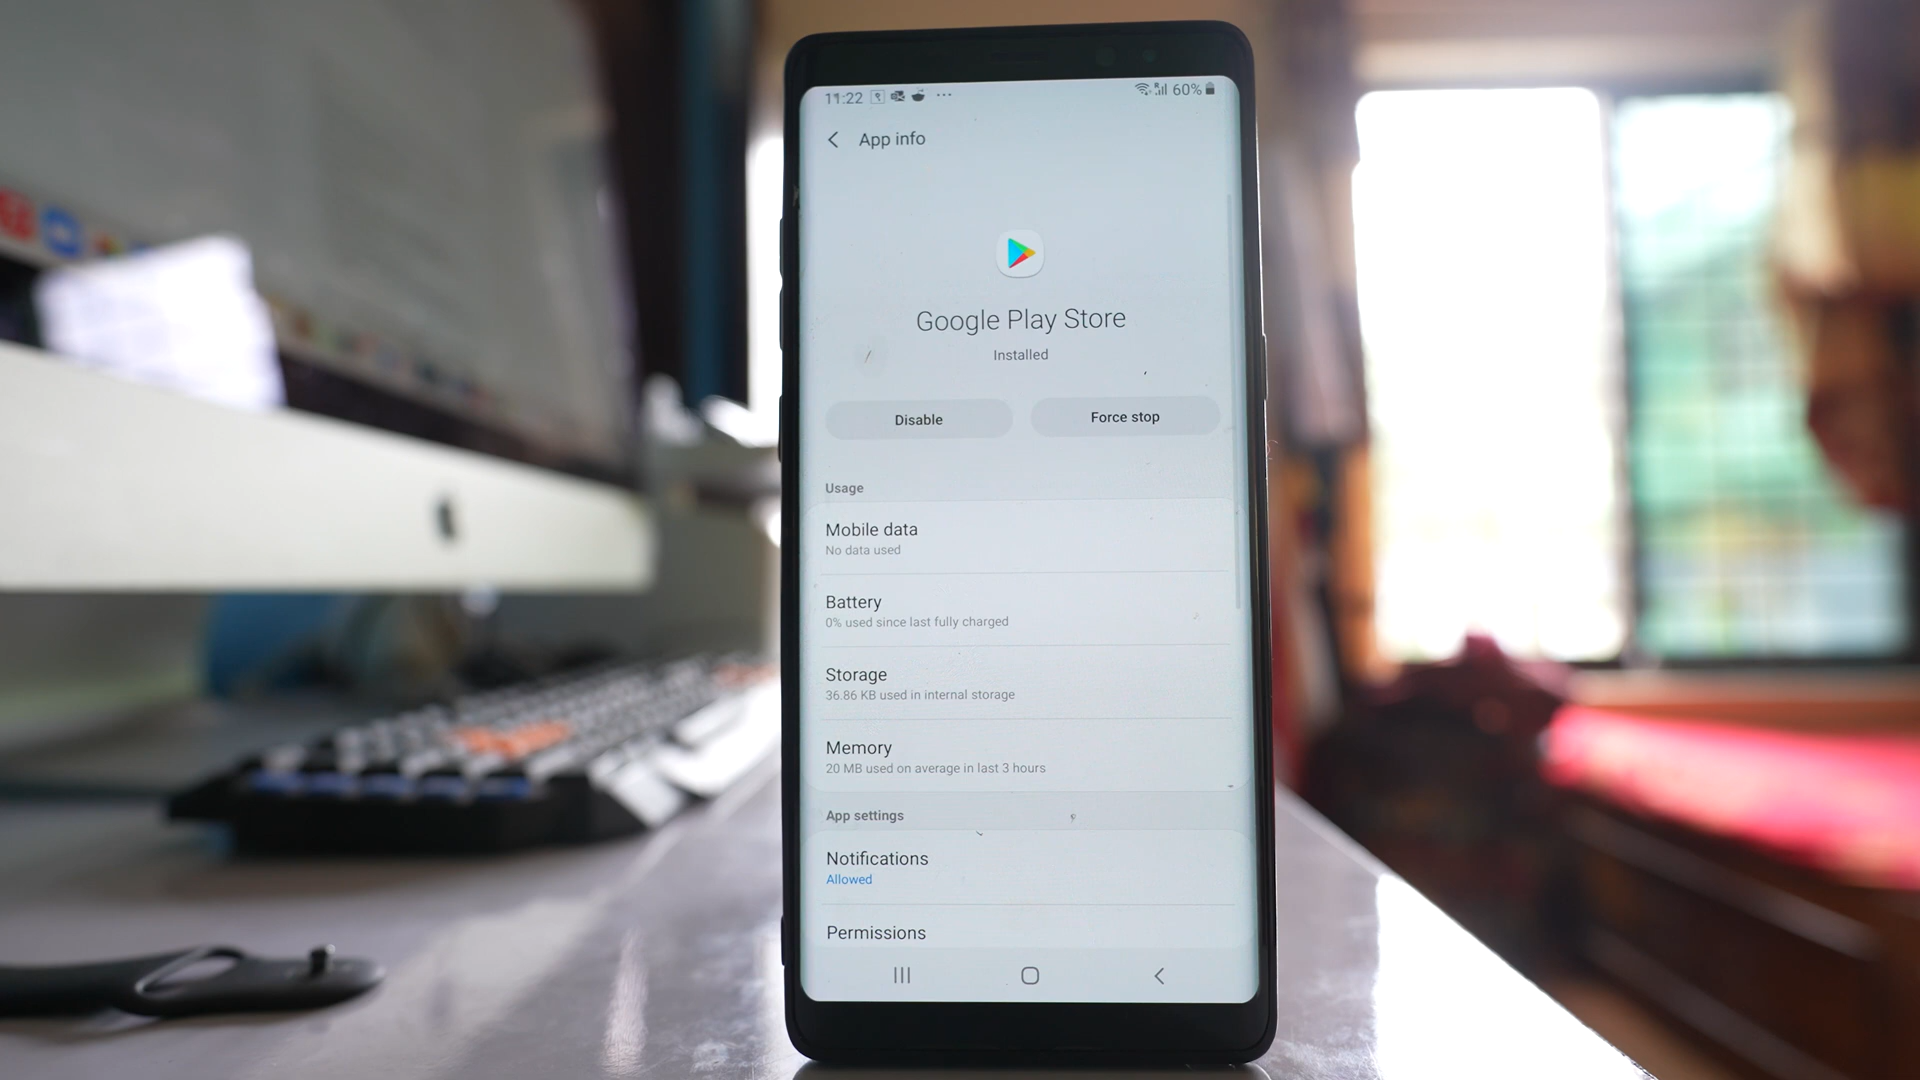 11:22 60%
App info
Google Play Store
Installed
Disable Force stop
Usage
Mobile data
No data used
Battery
0% used since last fully charged
Storage
36.86 KB used in internal storage
Memory
20 MB used on average in last 3 hours
App settings
Notifications
Allowed
Permissions